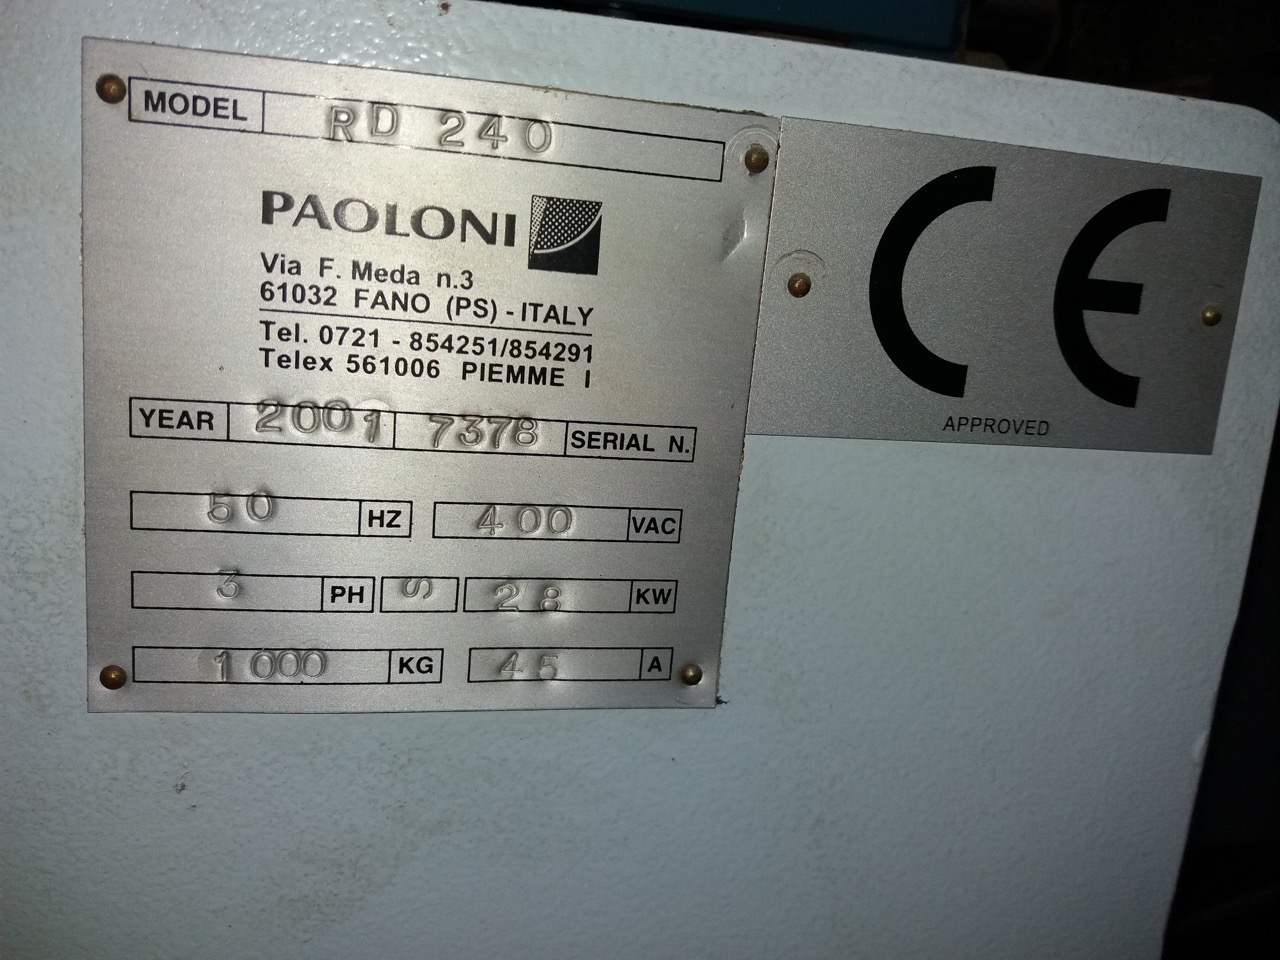 MODEL RD 240
PAOLONI
Via F. Meda n.3
61032 FANO (PS) - ITALY
Tel. 0721 - 854251/854291
Telex 561006 PIEMME I
YEAR 2001 7378 SERIAL N.
50 HZ 400 VAC
3 PH S 28 KW
1000 KG 45 A
CE
APPROVED